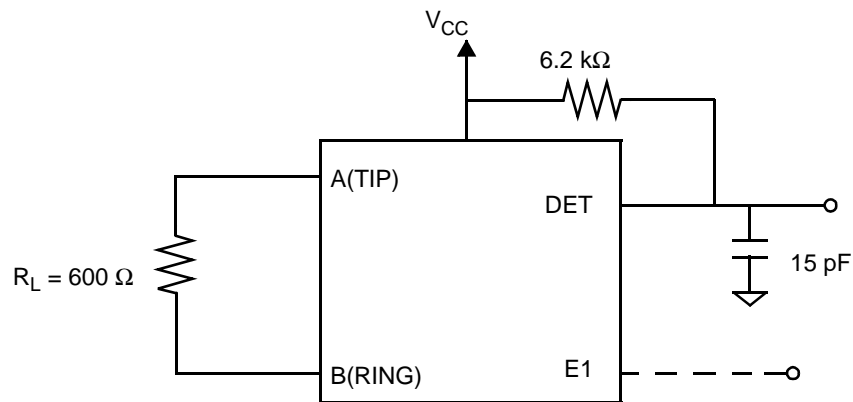 V_CC
6.2 kΩ
A(TIP)
DET
R_L = 600 Ω
15 pF
B(RING)
E1